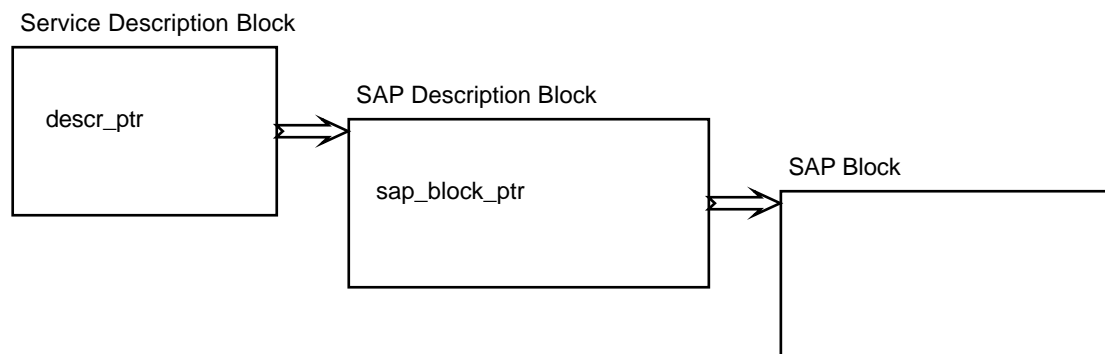 Service Description Block
descr_ptr
SAP Description Block
sap_block_ptr
SAP Block